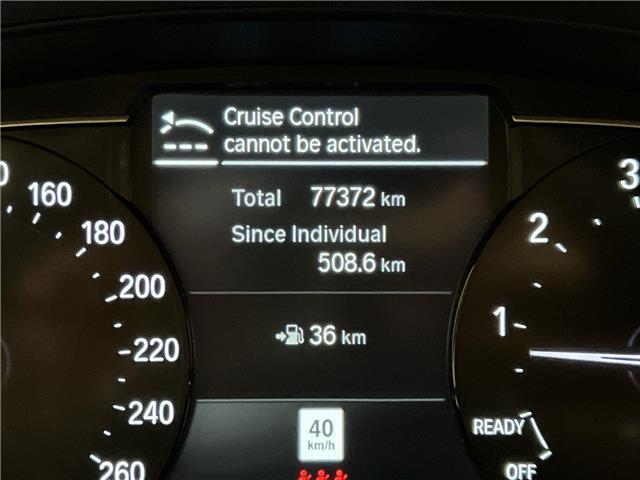 Cruise Control
cannot be activated.
Total 77372 km
Since Individual
508.6 km
36 km
40
km/h
160
180
200
220
240
260
3
2
1
READY
OFF